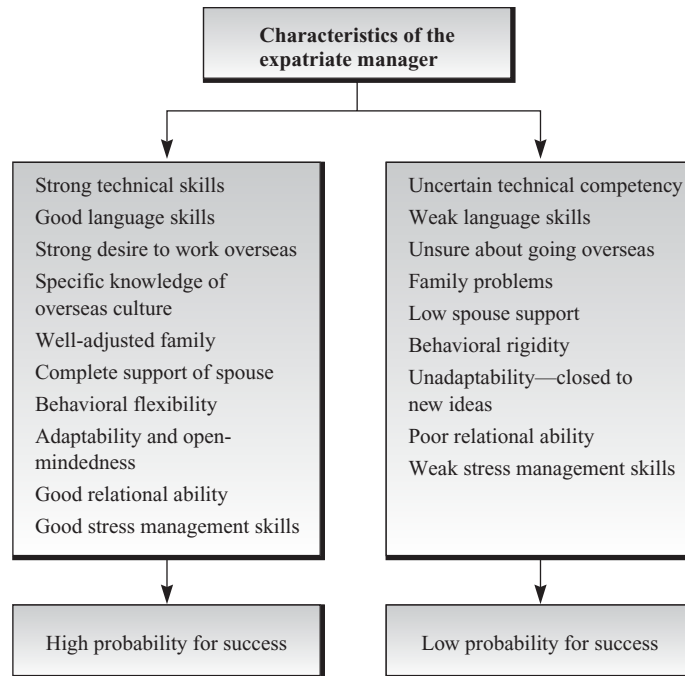 Characteristics of the
expatriate manager
Strong technical skills
Good language skills
Strong desire to work overseas
Specific knowledge of
overseas culture
Well-adjusted family
Complete support of spouse
Behavioral flexibility
Adaptability and open-
mindedness
Good relational ability
Good stress management skills
Uncertain technical competency
Weak language skills
Unsure about going overseas
Family problems
Low spouse support
Behavioral rigidity
Unadaptability—closed to
new ideas
Poor relational ability
Weak stress management skills
High probability for success
Low probability for success